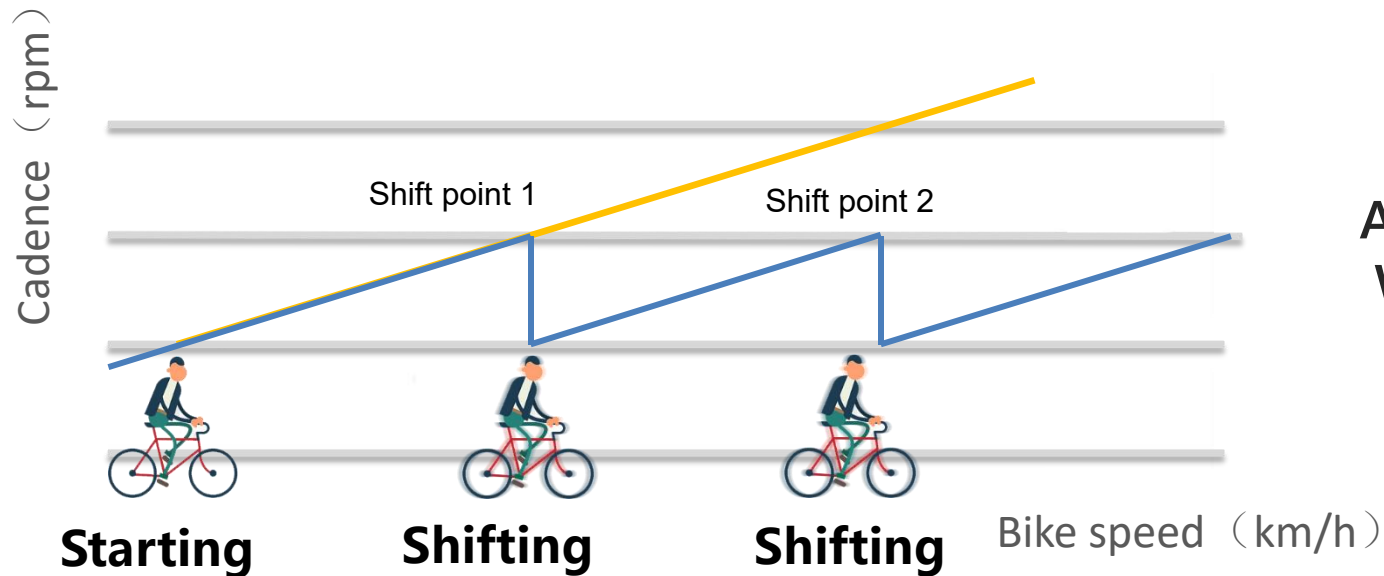 Cadence（rpm）
Shift point 1
Shift point 2
Starting
Shifting
Shifting
Bike speed（km/h）